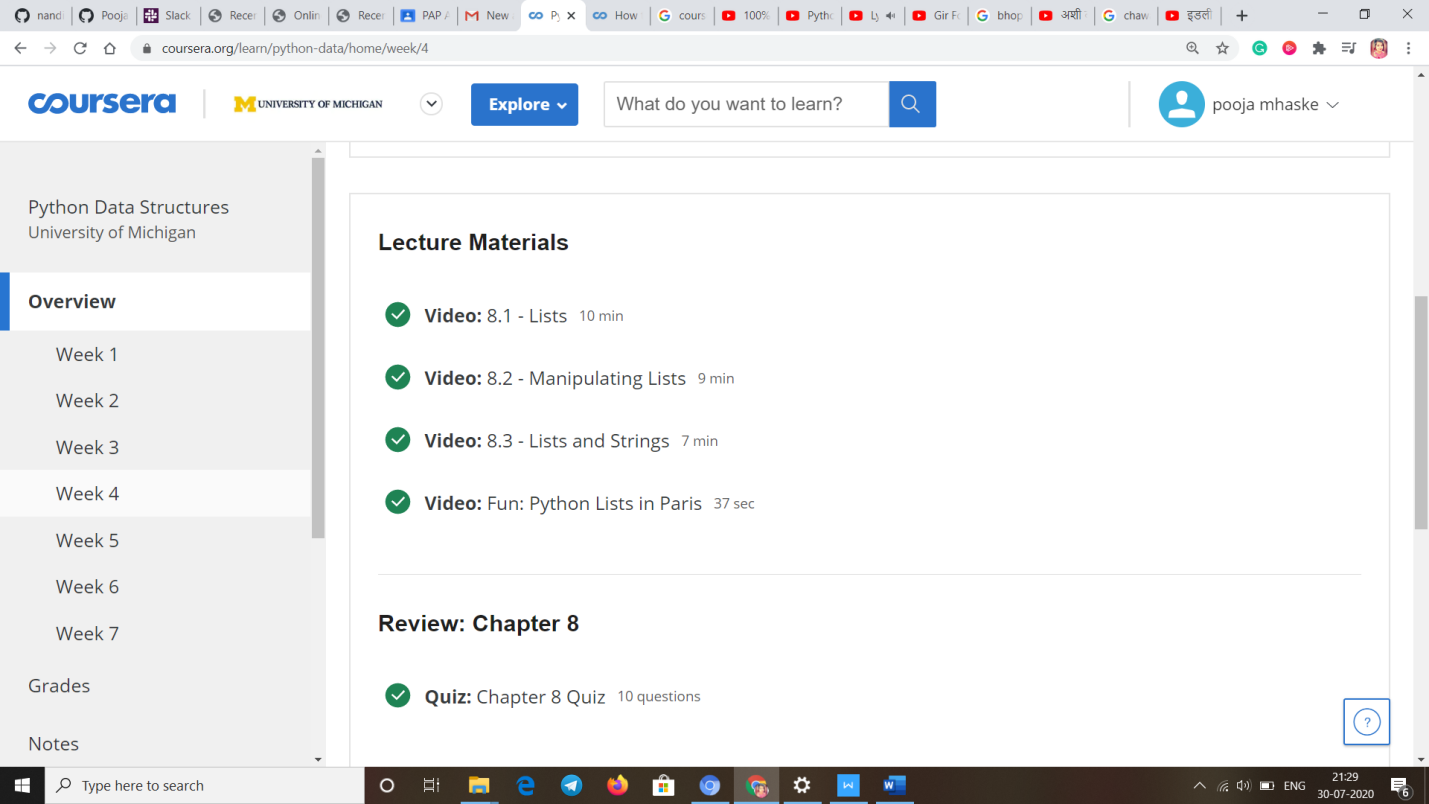 nandi
Pooja
Slack
Recer
Onlin
Recer
PAP A
New
Py
How
cours
100%
Pytho
Ly
Gir Fo
bhop
अशी
chaw
इडली
coursera.org/learn/python-data/home/week/4
coursera
M UNIVERSITY OF MICHIGAN
Explore
What do you want to learn?
pooja mhaske
Python Data Structures
University of Michigan
Overview
Week 1
Week 2
Week 3
Week 4
Week 5
Week 6
Week 7
Grades
Notes
Lecture Materials
Video: 8.1 - Lists 10 min
Video: 8.2 - Manipulating Lists 9 min
Video: 8.3 - Lists and Strings 7 min
Video: Fun: Python Lists in Paris 37 sec
Review: Chapter 8
Quiz: Chapter 8 Quiz 10 questions
?
Type here to search
ENG
21:29
30-07-2020
6